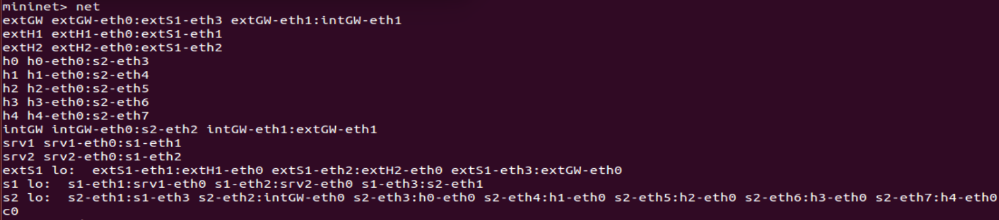 mininet> net
extGW extGW-eth0:extS1-eth3 extGW-eth1:intGW-eth1
extH1 extH1-eth0:extS1-eth1
extH2 extH2-eth0:extS1-eth2
h0 h0-eth0:s2-eth3
h1 h1-eth0:s2-eth4
h2 h2-eth0:s2-eth5
h3 h3-eth0:s2-eth6
h4 h4-eth0:s2-eth7
intGW intGW-eth0:s2-eth2 intGW-eth1:extGW-eth1
srv1 srv1-eth0:s1-eth1
srv2 srv2-eth0:s1-eth2
extS1 lo:  extS1-eth1:extH1-eth0 extS1-eth2:extH2-eth0 extS1-eth3:extGW-eth0
s1 lo:  s1-eth1:srv1-eth0 s1-eth2:srv2-eth0 s1-eth3:s2-eth1
s2 lo:  s2-eth1:s1-eth3 s2-eth2:intGW-eth0 s2-eth3:h0-eth0 s2-eth4:h1-eth0 s2-eth5:h2-eth0 s2-eth6:h3-eth0 s2-eth7:h4-eth0
c0